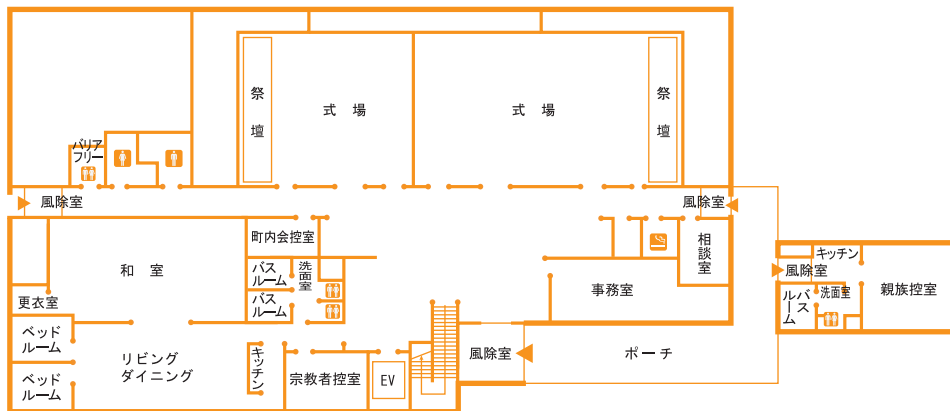 祭壇
式 場
式 場
祭壇
バリア
フリー
風除室
風除室
町内会控室
相談室
キッチン
和 室
バス
ルーム
洗面室
風除室
更衣室
バス
ルーム
事務室
バスルーム
洗面室
親族控室
ベッド
ルーム
リビング
ダイニング
キッチン
宗教者控室
EV
風除室
ポーチ
ベッド
ルーム